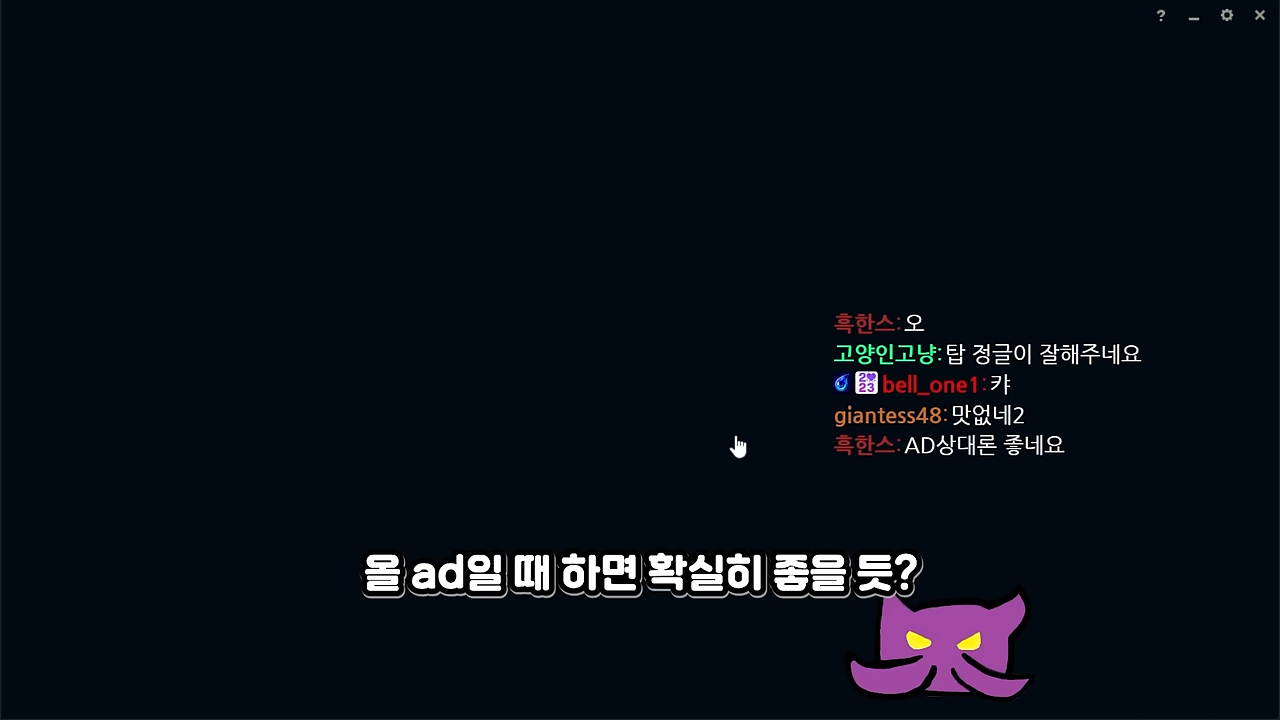 ?
흑한스: 오
고양인고냥: 탑 정글이 잘해주네요
2023 bell_one1: 캬
giantess48: 맛없네2
흑한스: AD상대론 좋네요
올 ad일 때 하면 확실히 좋을 듯?